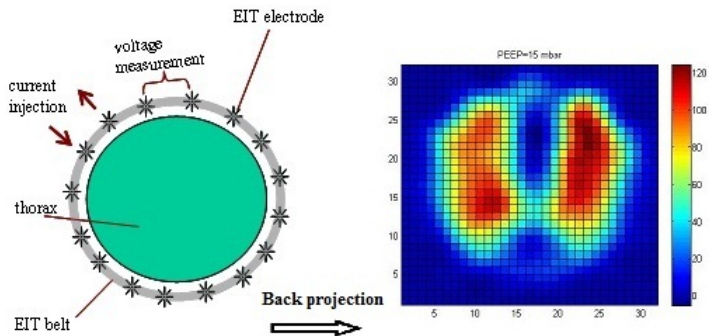 EIT electrode
voltage
measurement
current
injection
thorax
EIT belt
Back projection
PEEP=15 mbar
30
25
20
15
10
5
5
10
15
20
25
30
120
100
80
60
40
20
0